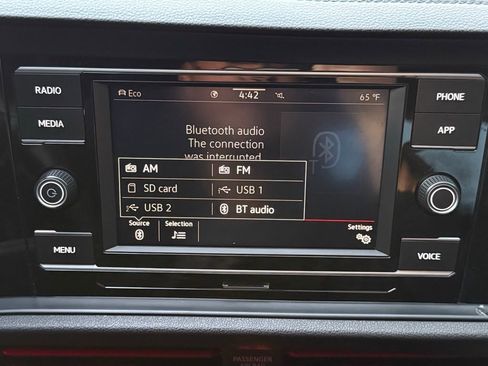 RADIO
MEDIA
MENU
Eco
4:42
65 °F
Bluetooth audio
The connection
was interrupted
AM
FM
SD card
USB 1
USB 2
BT audio
Source
Selection
Settings
PHONE
APP
VOICE
PASSENGER